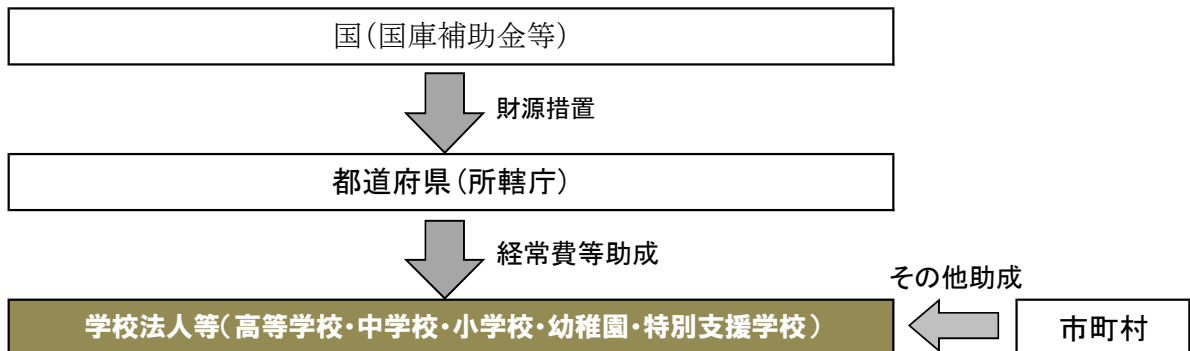 国(国庫補助金等)
財源措置
都道府県(所轄庁)
経常費等助成
その他助成
学校法人等(高等学校・中学校・小学校・幼稚園・特別支援学校)
市町村